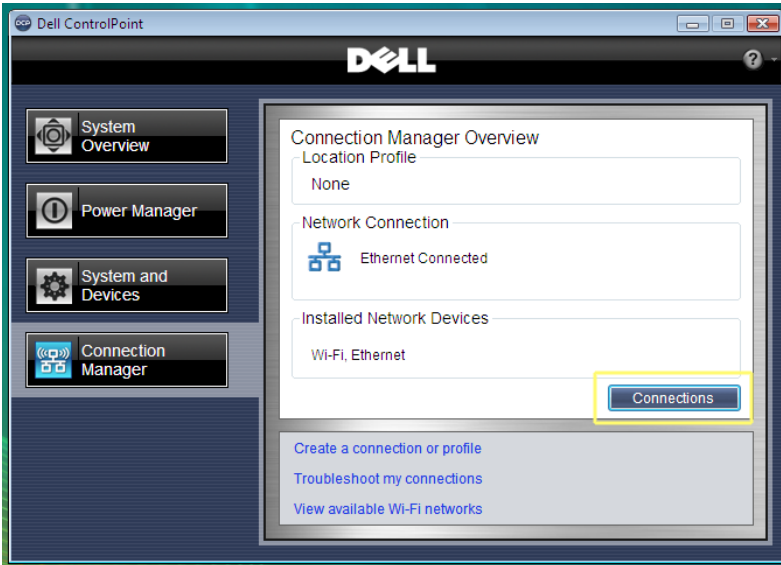 DCP Dell ControlPoint
DELL
?
System
Overview
Power Manager
System and
Devices
Connection
Manager
Connection Manager Overview
Location Profile
None
Network Connection
Ethernet Connected
Installed Network Devices
Wi-Fi, Ethernet
Connections
Create a connection or profile
Troubleshoot my connections
View available Wi-Fi networks